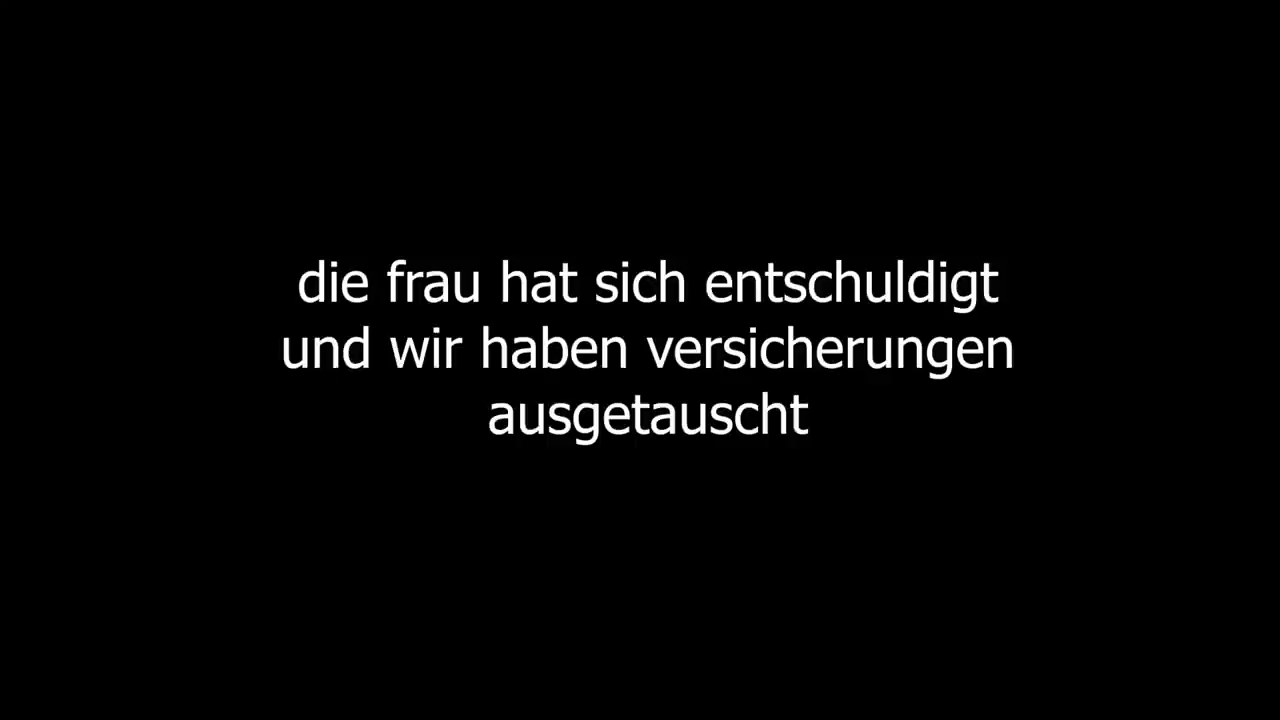 die frau hat sich entschuldigt
und wir haben versicherungen
ausgetauscht